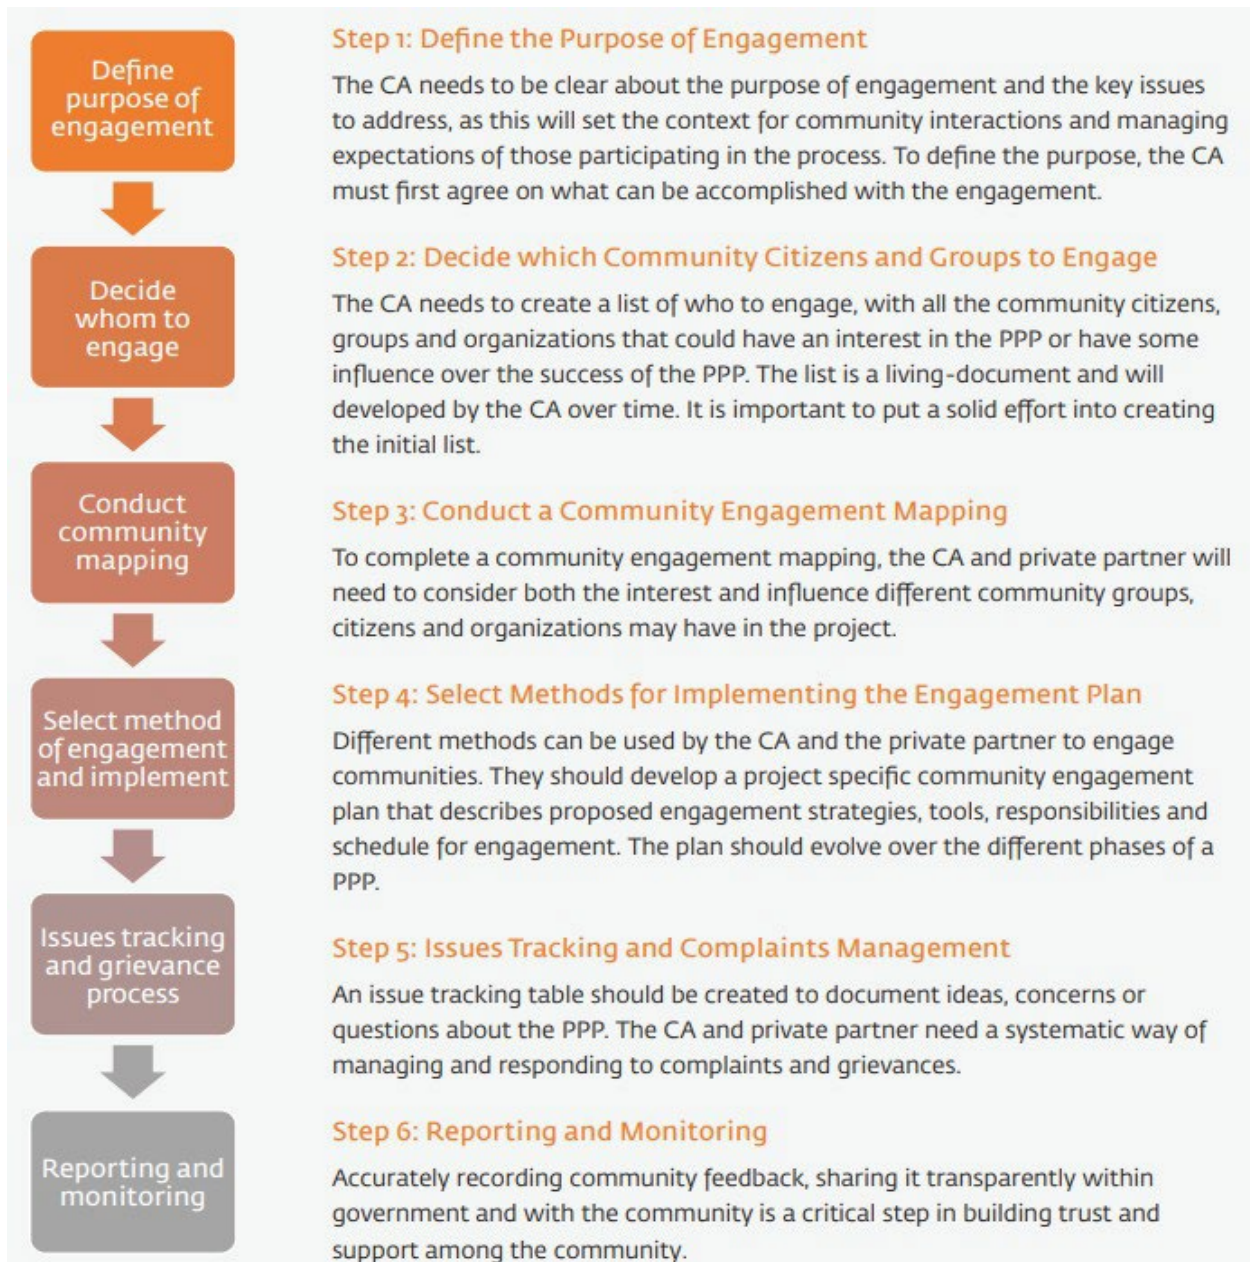 Define
purpose of
engagement
Step 1: Define the Purpose of Engagement
The CA needs to be clear about the purpose of engagement and the key issues
to address, as this will set the context for community interactions and managing
expectations of those participating in the process. To define the purpose, the CA
must first agree on what can be accomplished with the engagement.
Decide
whom to
engage
Step 2: Decide which Community Citizens and Groups to Engage
The CA needs to create a list of who to engage, with all the community citizens,
groups and organizations that could have an interest in the PPP or have some
influence over the success of the PPP. The list is a living-document and will
developed by the CA over time. It is important to put a solid effort into creating
the initial list.
Conduct
community
mapping
Step 3: Conduct a Community Engagement Mapping
To complete a community engagement mapping, the CA and private partner will
need to consider both the interest and influence different community groups,
citizens and organizations may have in the project.
Select method
of engagement
and implement
Step 4: Select Methods for Implementing the Engagement Plan
Different methods can be used by the CA and the private partner to engage
communities. They should develop a project specific community engagement
plan that describes proposed engagement strategies, tools, responsibilities and
schedule for engagement. The plan should evolve over the different phases of a
PPP.
Issues tracking
and grievance
process
Step 5: Issues Tracking and Complaints Management
An issue tracking table should be created to document ideas, concerns or
questions about the PPP. The CA and private partner need a systematic way of
managing and responding to complaints and grievances.
Reporting and
monitoring
Step 6: Reporting and Monitoring
Accurately recording community feedback, sharing it transparently within
government and with the community is a critical step in building trust and
support among the community.